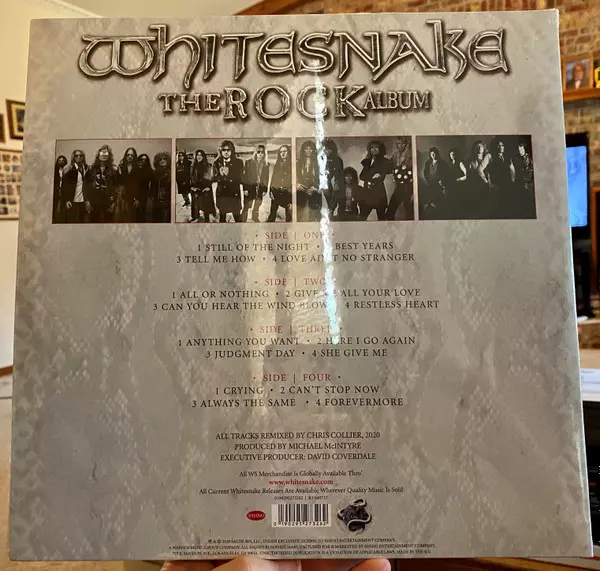 WHITESNAKE
THE ROCK ALBUM
• SIDE | ONE •
1 STILL OF THE NIGHT • BEST YEARS
3 TELL ME HOW • 4 LOVE AIN'T NO STRANGER
• SIDE | TWO
1 ALL OR NOTHING • 2 GIVE ALL YOUR LOVE
3 CAN YOU HEAR THE WIND BLOW 4 RESTLESS HEART
• SIDE | THREE •
1 ANYTHING YOU WANT • 2 HERE I GO AGAIN
3 JUDGMENT DAY • 4 SHE GIVE ME
• SIDE | FOUR •
1 CRYING • 2 CAN'T STOP NOW
3 ALWAYS THE SAME • 4 FOREVERMORE
ALL TRACKS REMIXED BY CHRIS COLLIER, 2020
PRODUCED BY MICHAEL McINTYRE
EXECUTIVE PRODUCER: DAVID COVERDALE
All WS Merchandise Is Globally Available Thru'
www.whitesnake.com
All Current Whitesnake Releases Are Available Wherever Quality Music Is Sold!
RHINO